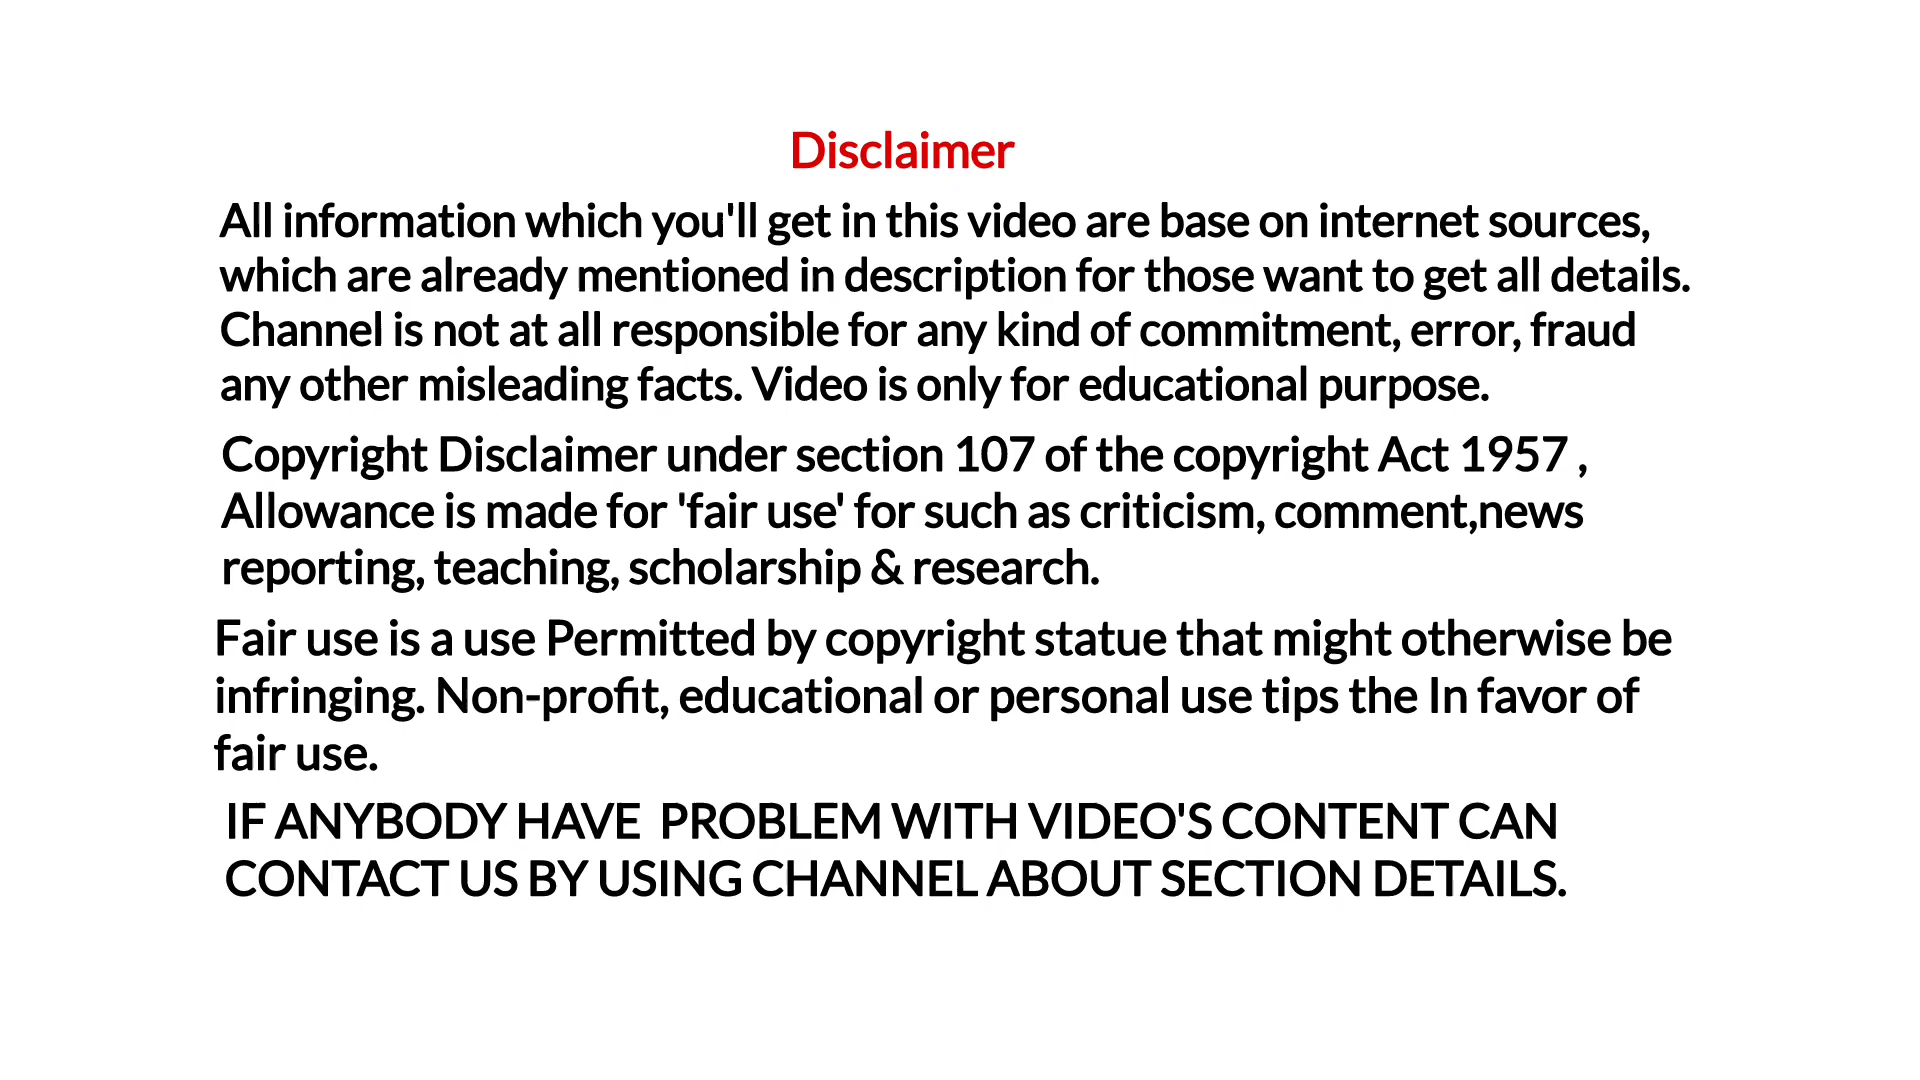 Disclaimer
All information which you'll get in this video are base on internet sources,
which are already mentioned in description for those want to get all details.
Channel is not at all responsible for any kind of commitment, error, fraud
any other misleading facts. Video is only for educational purpose.
Copyright Disclaimer under section 107 of the copyright Act 1957 ,
Allowance is made for 'fair use' for such as criticism, comment,news
reporting, teaching, scholarship & research.
Fair use is a use Permitted by copyright statue that might otherwise be
infringing. Non-profit, educational or personal use tips the In favor of
fair use.
IF ANYBODY HAVE  PROBLEM WITH VIDEO'S CONTENT CAN
CONTACT US BY USING CHANNEL ABOUT SECTION DETAILS.